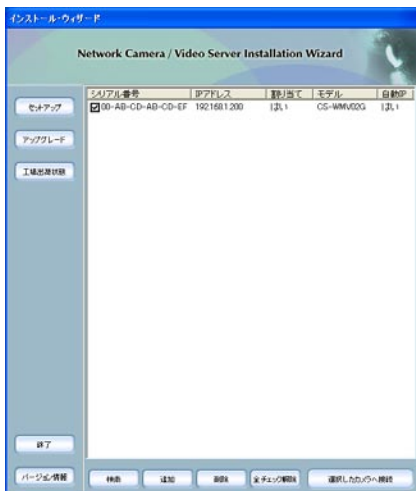 インストール・ウィザード
Network Camera / Video Server Installation Wizard
シリアル番号 IPアドレス 割り当て モデル 自動IP
00-AB-CD-AB-CD-EF 192.168.1.200 はい CS-WMV02G はい
セットアップ
アップグレード
工場出荷状態
終了
バージョン情報
検索 追加 削除 全チェック解除 選択したカメラへ接続